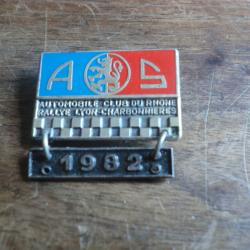 A S
AUTOMOBILE CLUB DU RHONE
RALLYE LYON-CHARBONNIERES
1982